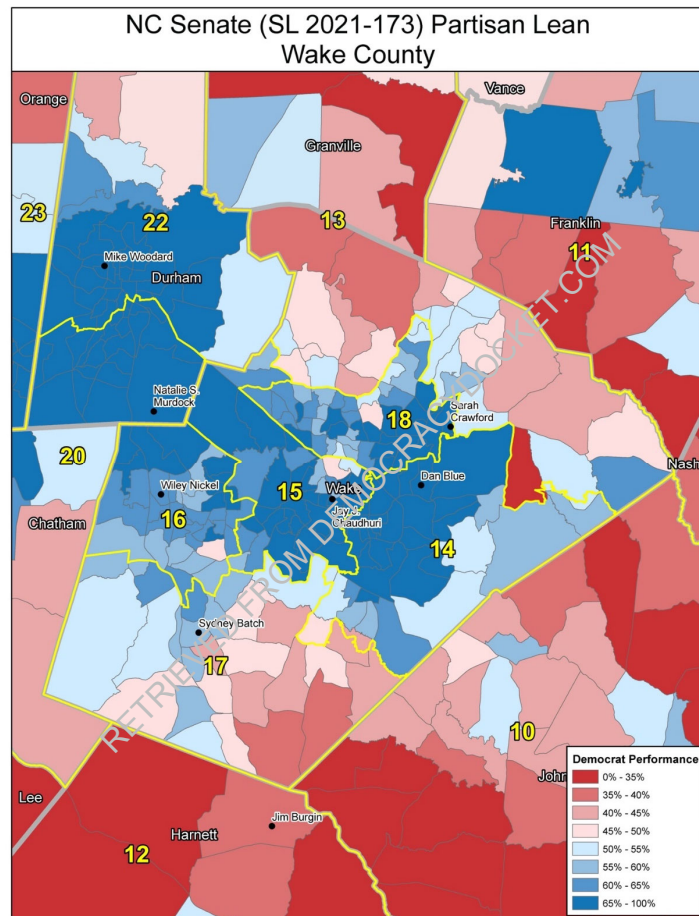 NC Senate (SL 2021-173) Partisan Lean
Wake County
Orange
Vance
Granville
23
22
13
Franklin
11
Mike Woodard
Durham
Natalie S.
Murdock
18
Sarah
Crawford
20
Nash
Wiley Nickel
15
Wake
Dan Blue
Chatham
16
Jay J.
Chaudhuri
14
Sydney Batch
17
10
Lee
Jim Burgin
Harnett
12
John
RETRIEVED FROM DEMOCRACYDOCKET.COM
Democrat Performance
0% - 35%
35% - 40%
40% - 45%
45% - 50%
50% - 55%
55% - 60%
60% - 65%
65% - 100%